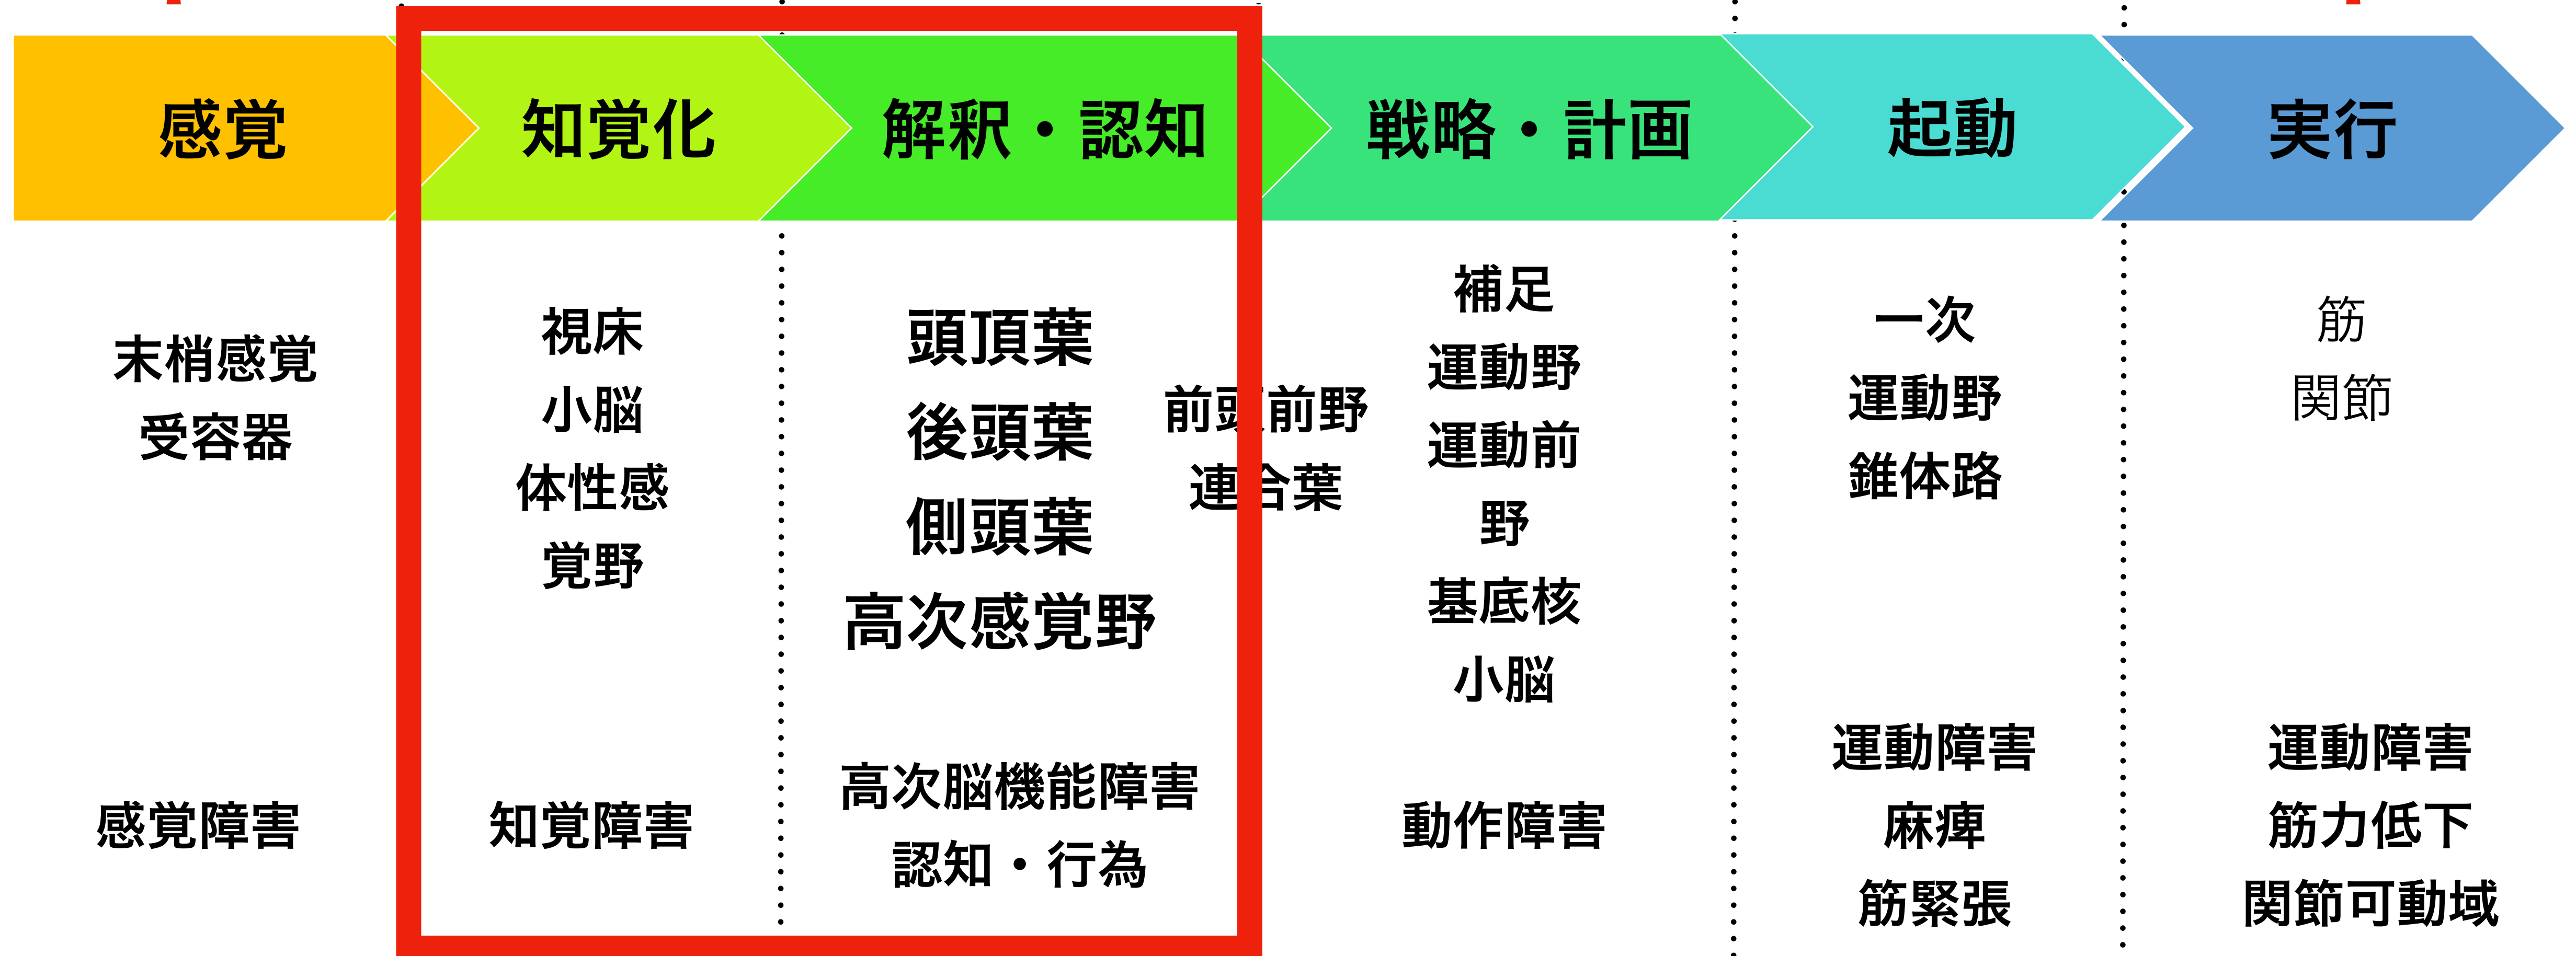 感覚
知覚化
解釈・認知
戦略・計画
起動
実行
末梢感覚
受容器
視床
小脳
体性感
覚野
頭頂葉
後頭葉
側頭葉
高次感覚野
前頭前野
連合葉
補足
運動野
運動前
野
基底核
小脳
一次
運動野
錐体路
筋
関節
感覚障害
知覚障害
高次脳機能障害
認知・行為
動作障害
運動障害
麻痺
筋緊張
運動障害
筋力低下
関節可動域